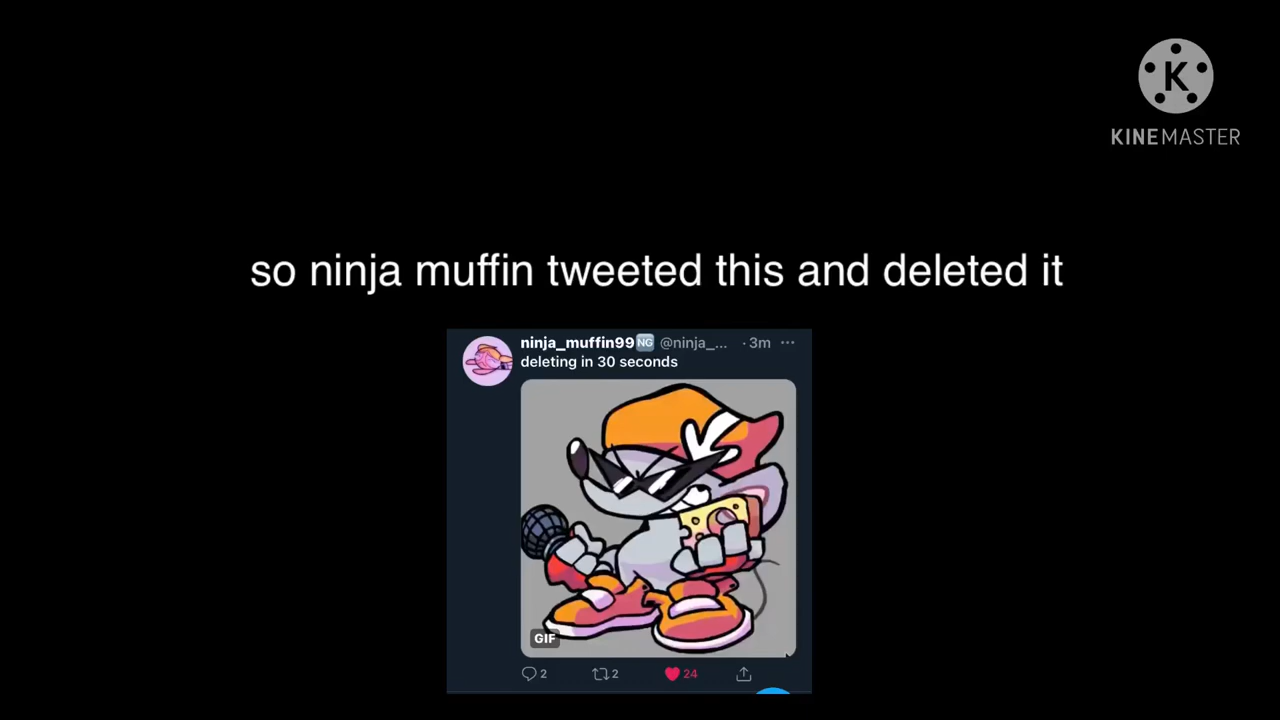 K
KINEMASTER
so ninja muffin tweeted this and deleted it
ninja_muffin99 NG @ninja_... · 3m ...
deleting in 30 seconds
GIF
2 2 24